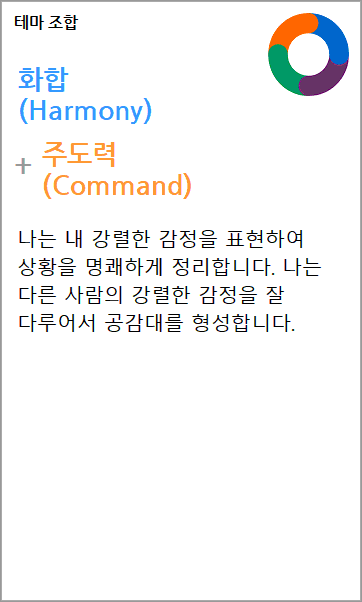 테마 조합
화합
(Harmony)
+ 주도력
(Command)
나는 내 강렬한 감정을 표현하여
상황을 명쾌하게 정리합니다. 나는
다른 사람의 강렬한 감정을 잘
다루어서 공감대를 형성합니다.